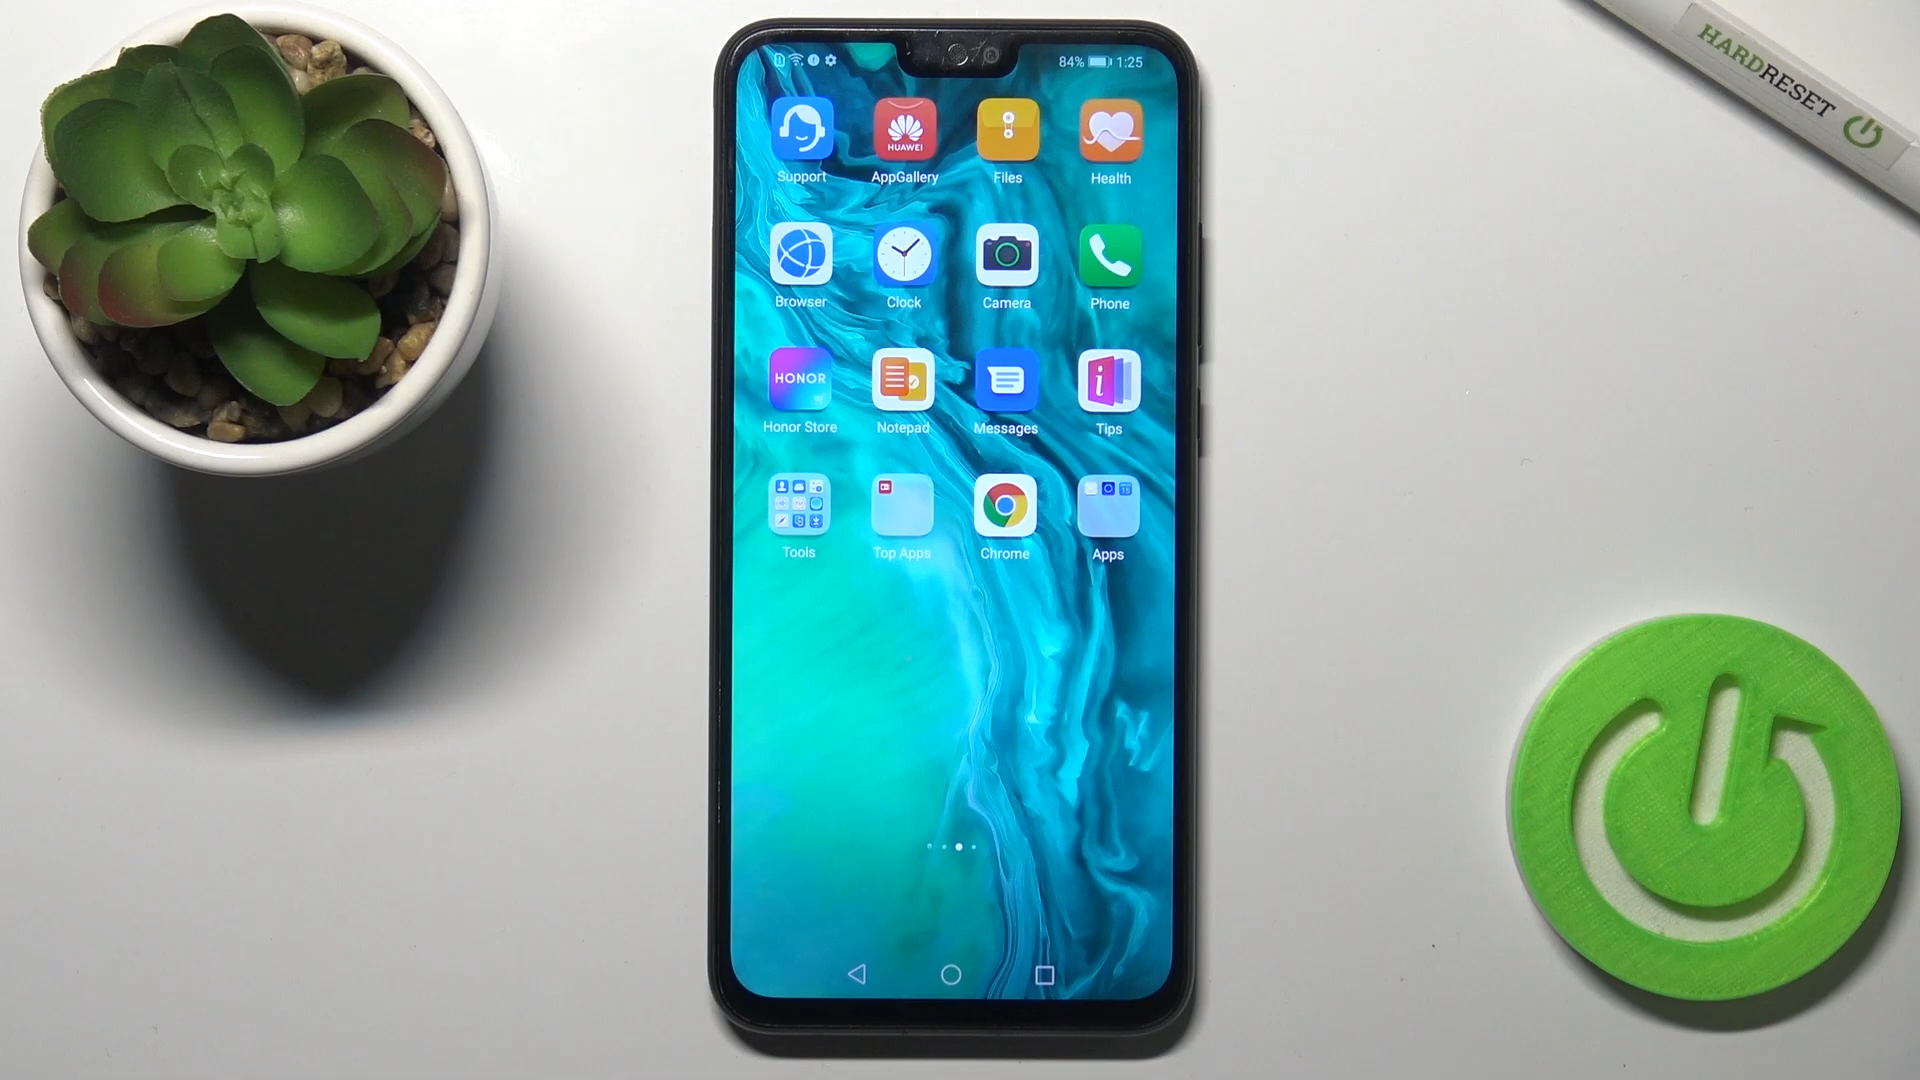 HARDRESET
84% 1:25
HUAWEI
Support AppGallery Files Health
Browser Clock Camera Phone
HONOR
Honor Store Notepad Messages Tips
Tools Top Apps Chrome Apps